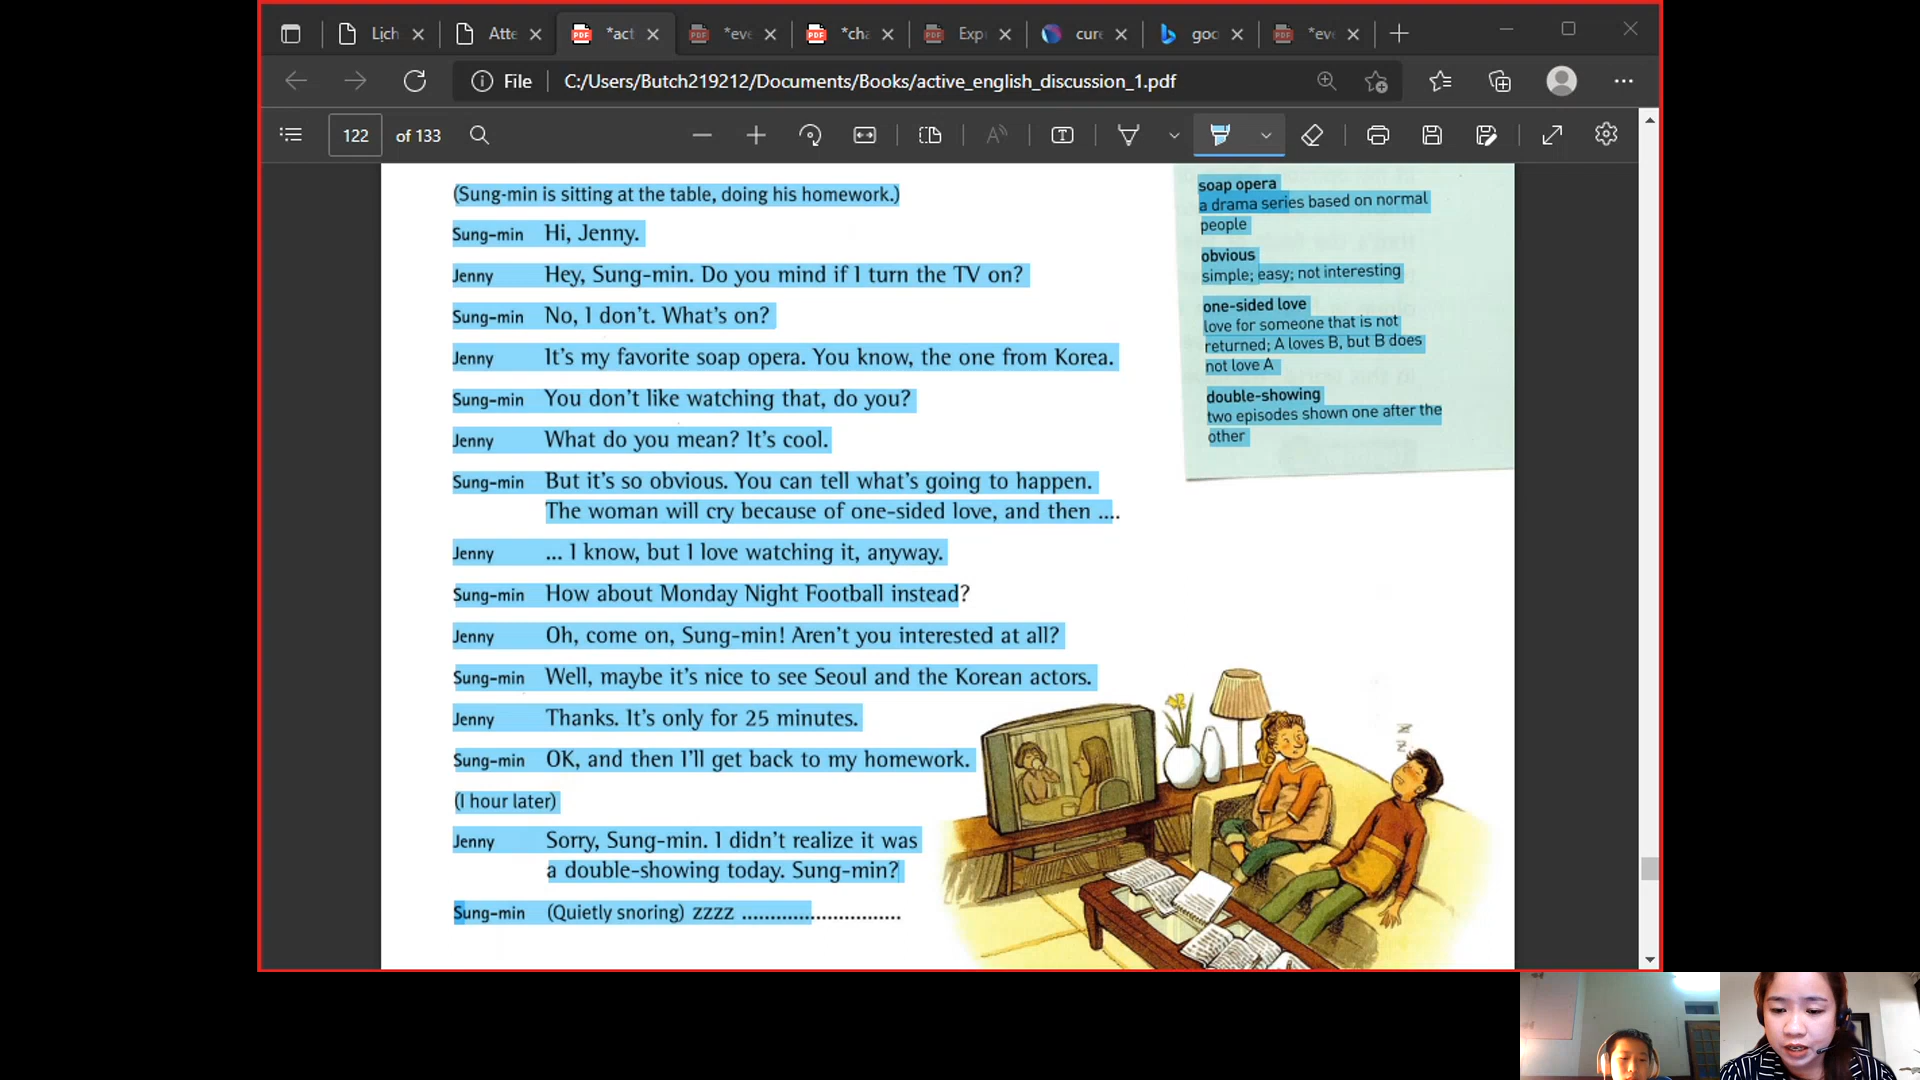 Lịch
Atte
*act
*eve
*cha
Exp
cure
goo
*eve
File
C:/Users/Butch219212/Documents/Books/active_english_discussion_1.pdf
122
of 133
(Sung-min is sitting at the table, doing his homework.)
Sung-min Hi, Jenny.
Jenny Hey, Sung-min. Do you mind if I turn the TV on?
Sung-min No, I don't. What's on?
Jenny It's my favorite soap opera. You know, the one from Korea.
Sung-min You don't like watching that, do you?
Jenny What do you mean? It's cool.
Sung-min But it's so obvious. You can tell what's going to happen.
The woman will cry because of one-sided love, and then ....
Jenny ... I know, but I love watching it, anyway.
Sung-min How about Monday Night Football instead?
Jenny Oh, come on, Sung-min! Aren't you interested at all?
Sung-min Well, maybe it's nice to see Seoul and the Korean actors.
Jenny Thanks. It's only for 25 minutes.
Sung-min OK, and then I'll get back to my homework.
(1 hour later)
Jenny Sorry, Sung-min. I didn't realize it was
a double-showing today. Sung-min?
Sung-min (Quietly snoring) zzzz ............................
soap opera
a drama series based on normal
people
obvious
simple; easy; not interesting
one-sided love
love for someone that is not
returned; A loves B, but B does
not love A
double-showing
two episodes shown one after the
other
z
z